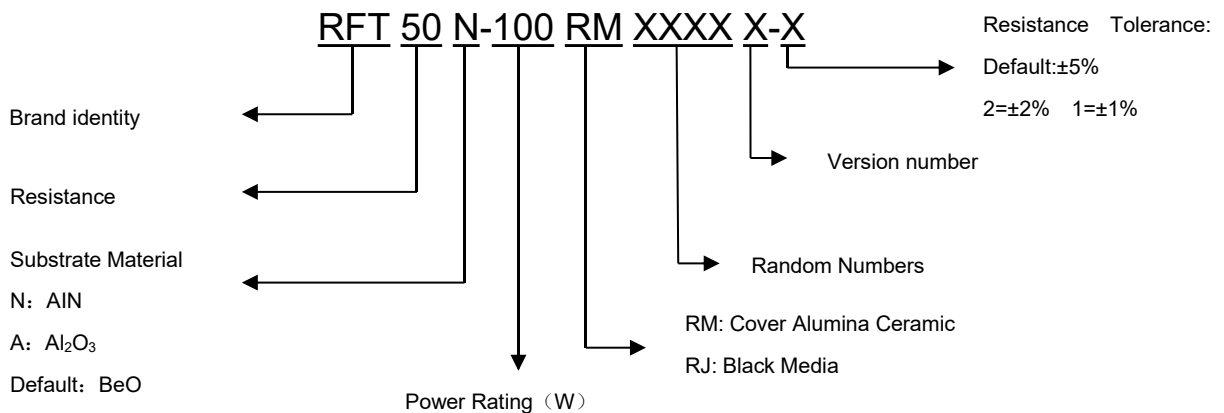 RFT 50 N-100 RM XXXX X-X
Resistance Tolerance:
Default:±5%
2=±2% 1=±1%
Brand identity
Version number
Resistance
Substrate Material
N：AlN
A：Al₂O₃
Default：BeO
Random Numbers
RM: Cover Alumina Ceramic
RJ: Black Media
Power Rating（W）